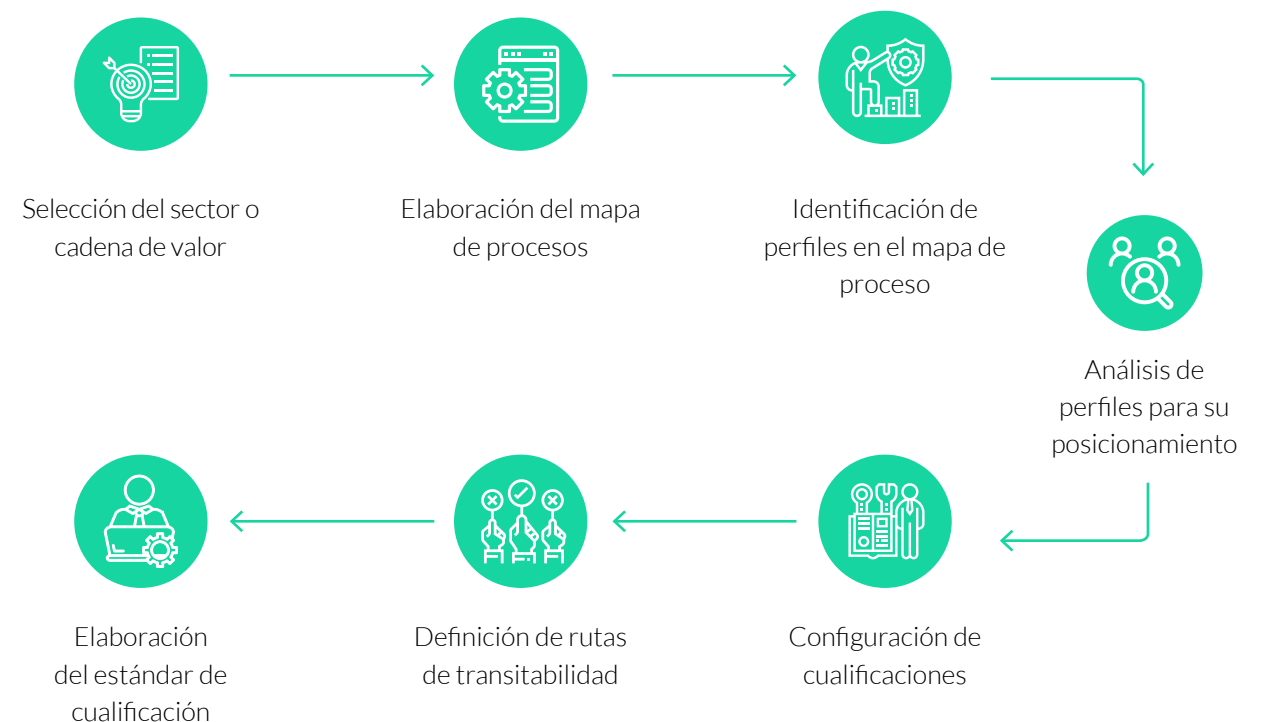 Selección del sector o
cadena de valor
Elaboración del mapa
de procesos
Identificación de
perfiles en el mapa de
proceso
Análisis de
perfiles para su
posicionamiento
Configuración de
cualificaciones
Definición de rutas
de transitabilidad
Elaboración
del estándar de
cualificación